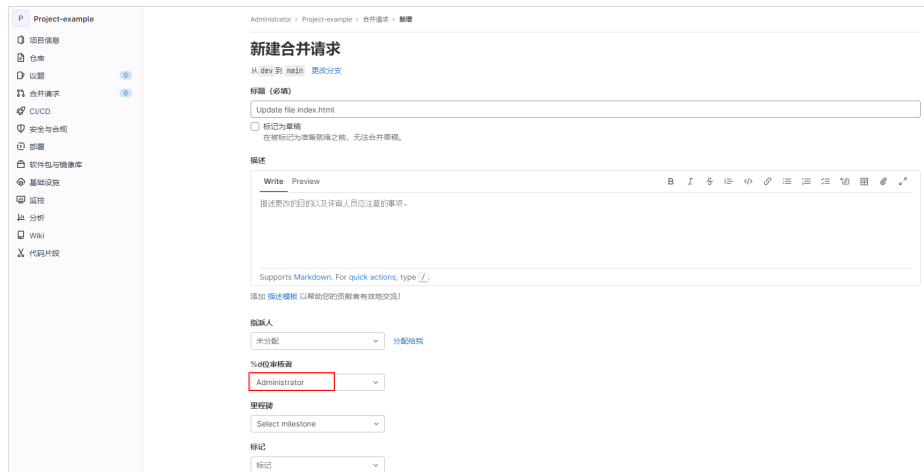 P Project-example
项目信息
仓库
议题 0
合并请求 0
CI/CD
安全与合规
部署
软件包与镜像库
基础设施
监控
分析
Wiki
代码片段
Administrator › Project-example › 合并请求 › 新增
新建合并请求
从 dev 到 main 更改分支
标题 (必填)
Update file index.html
标记为草稿
在被标记为准备就绪之前，无法合并草稿。
描述
Write Preview
描述更改的目的以及评审人员应注意的事项。
Supports Markdown. For quick actions, type /.
添加 描述模板 以帮助您的贡献者有效地交流!
指派人
未分配 分配给我
%d位审核者
Administrator
里程碑
Select milestone
标记
标记